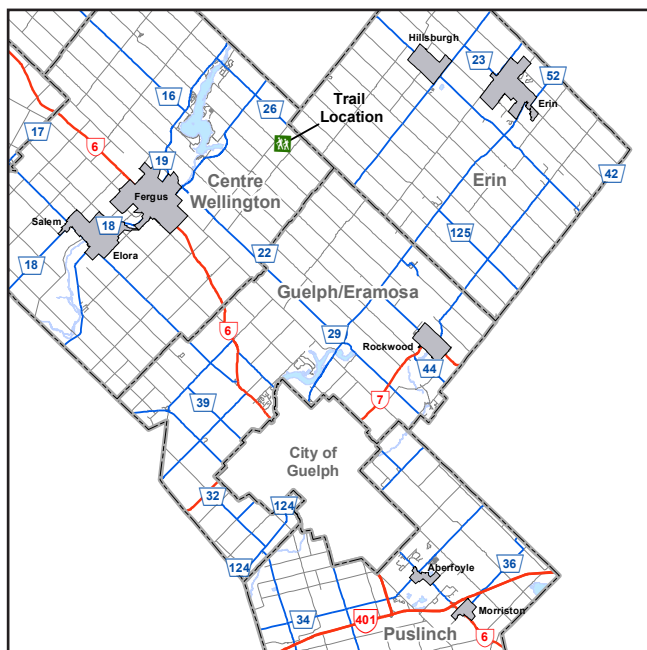 Hillsburgh
23
52
Erin
16
26
Trail
Location
17
6
19
42
Fergus
Centre
Wellington
Erin
Salem
18
125
Elora
22
18
Guelph/Eramosa
6
29
Rockwood
44
39
7
City of
Guelph
32
124
124
Aberfoyle
36
34
401
Morriston
Puslinch
6